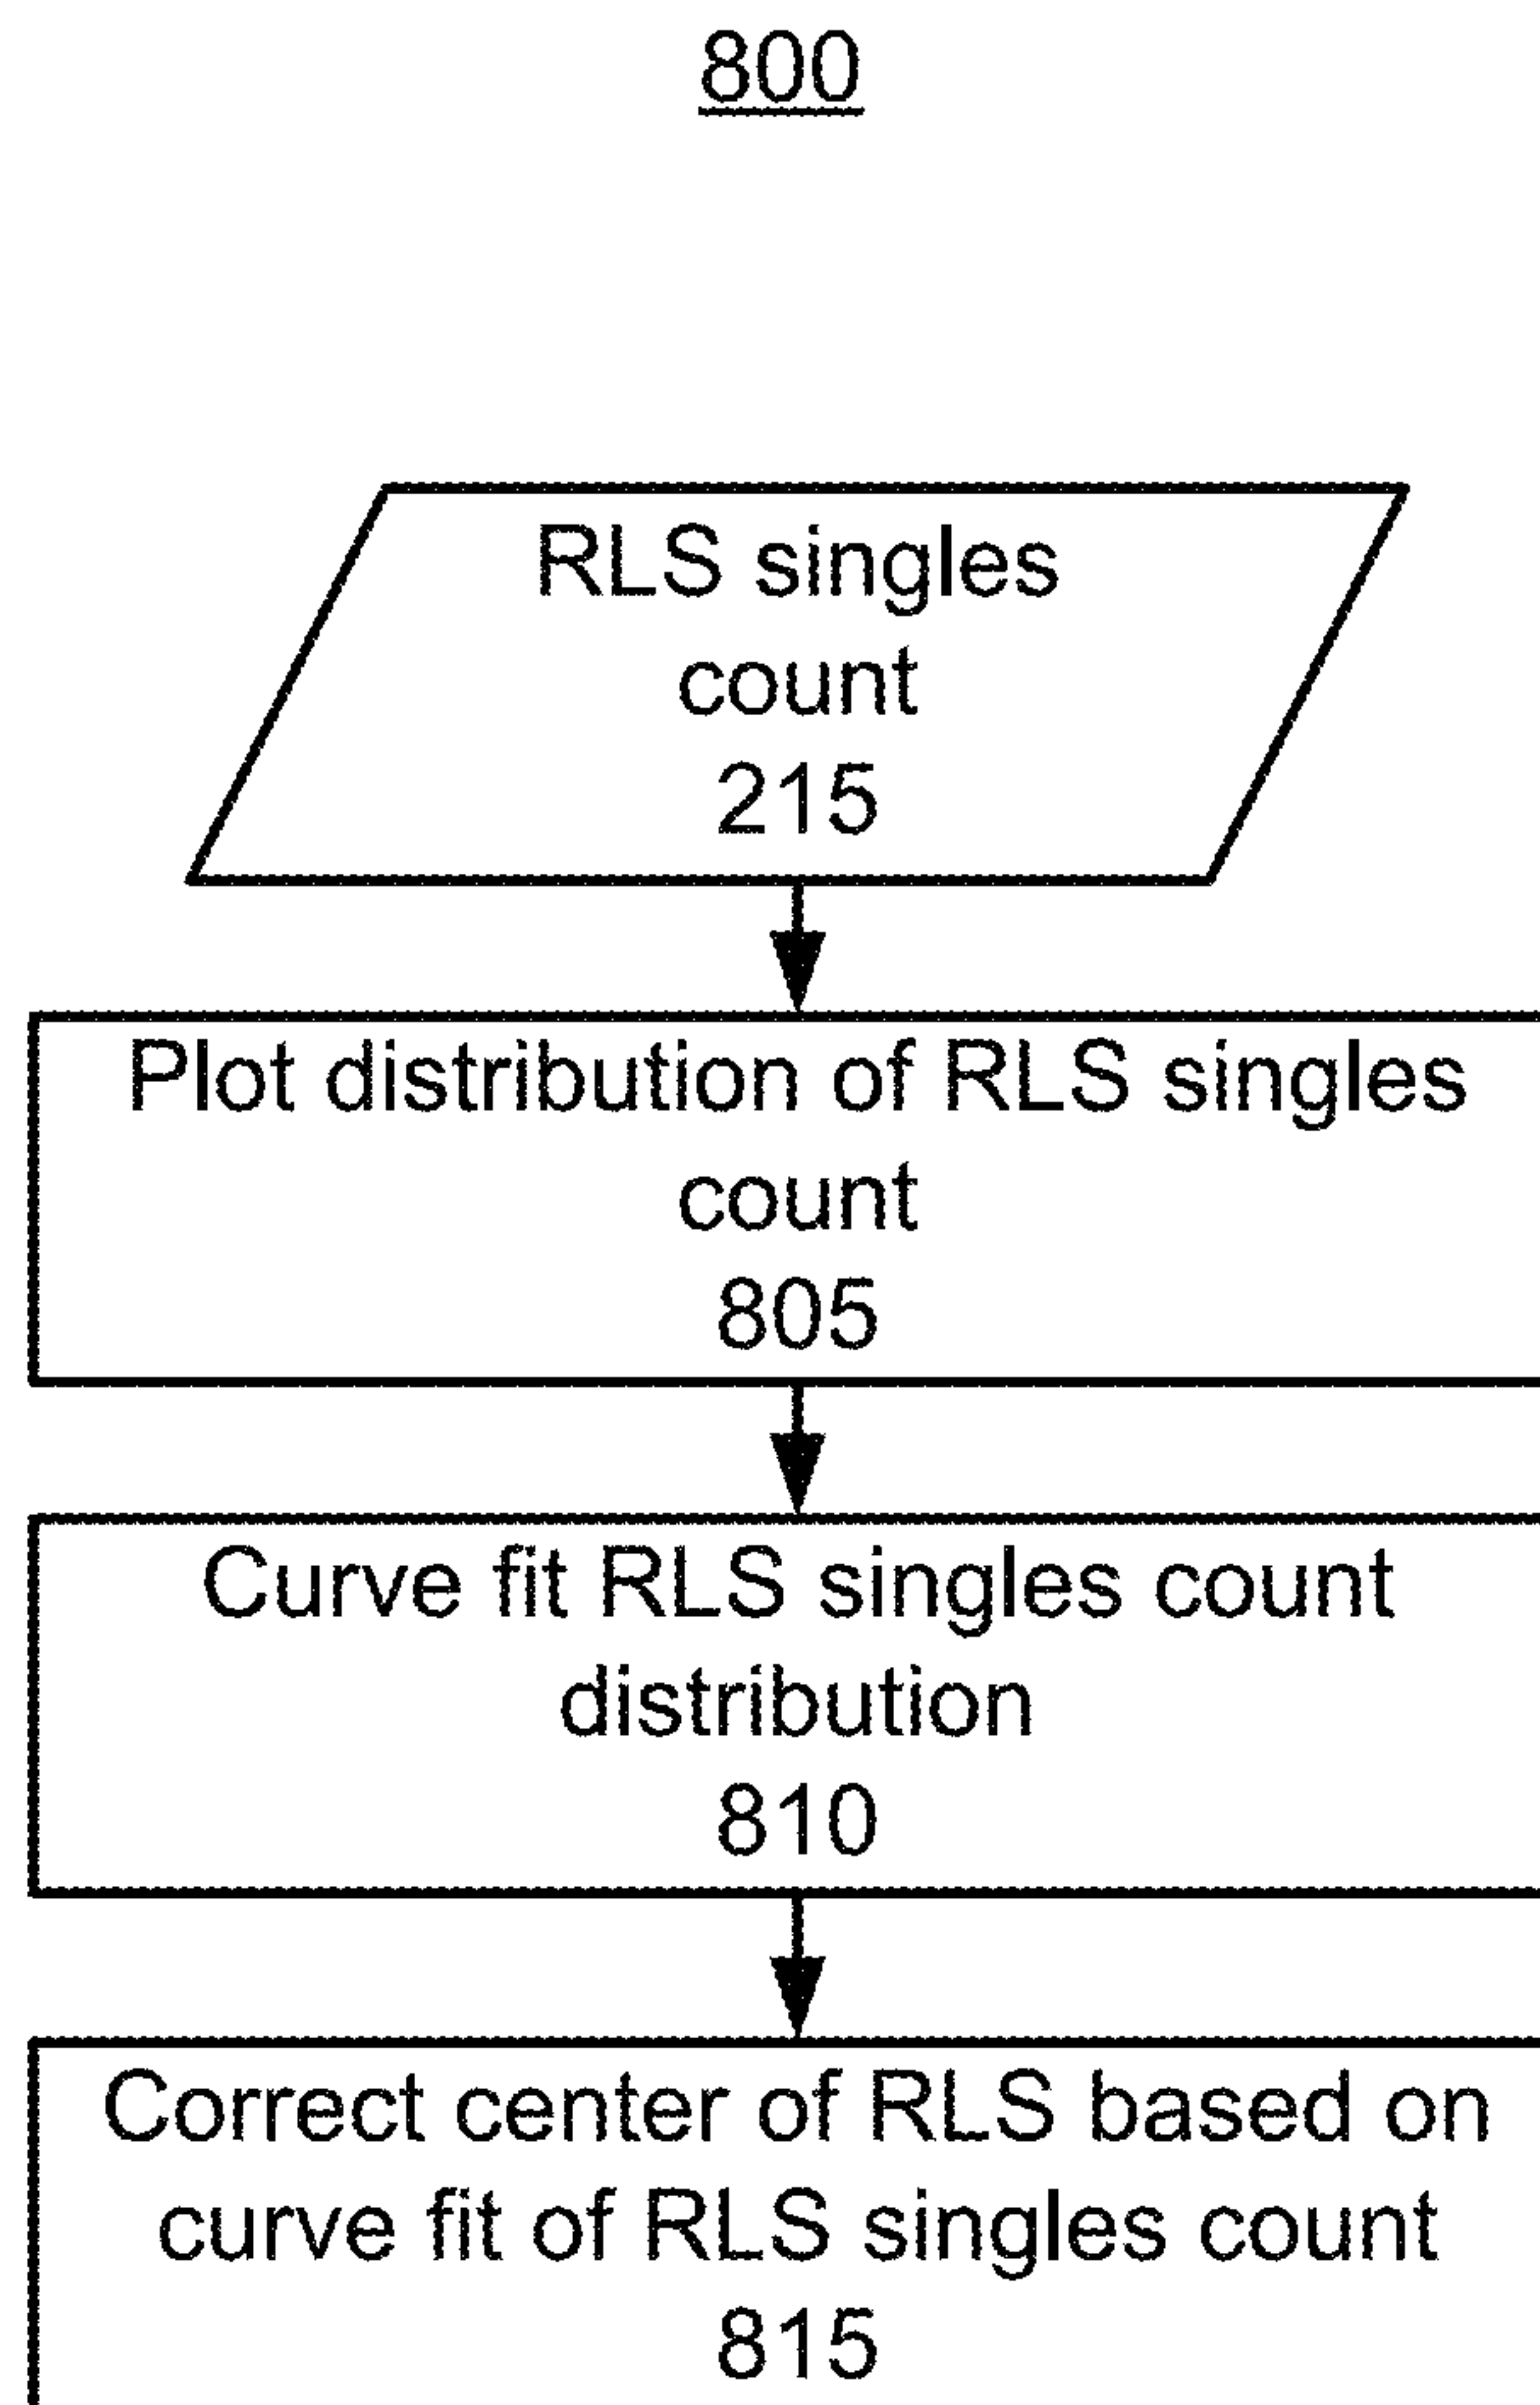 800
RLS singles
count
215
Plot distribution of RLS singles
count
805
Curve fit RLS singles count
distribution
810
Correct center of RLS based on
curve fit of RLS singles count
815